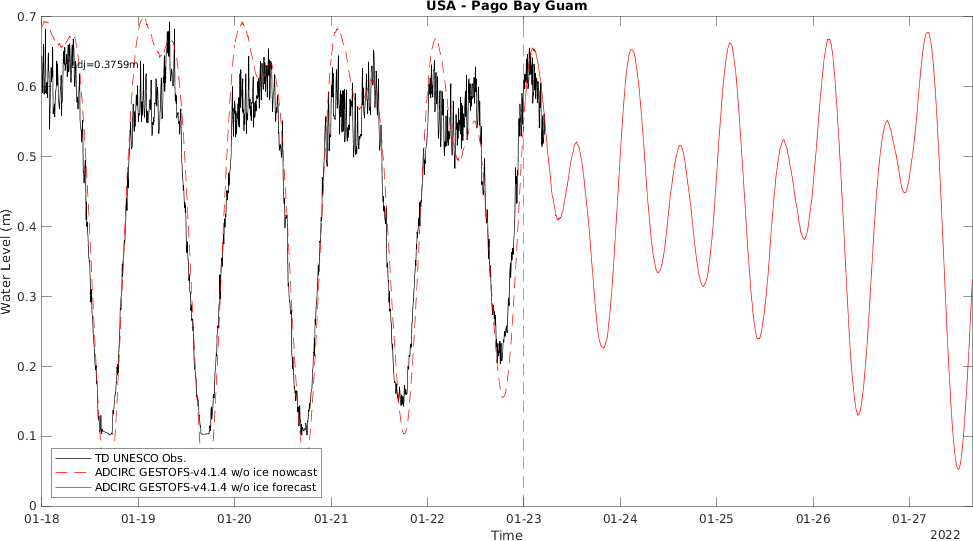 USA - Pago Bay Guam
0.7
0.6
0.5
0.4
0.3
0.2
0.1
0
Water Level (m)
adj=0.3759m
TD UNESCO Obs.
ADCIRC GESTOFS-v4.1.4 w/o ice nowcast
ADCIRC GESTOFS-v4.1.4 w/o ice forecast
01-18 01-19 01-20 01-21 01-22 01-23 01-24 01-25 01-26 01-27
Time
2022